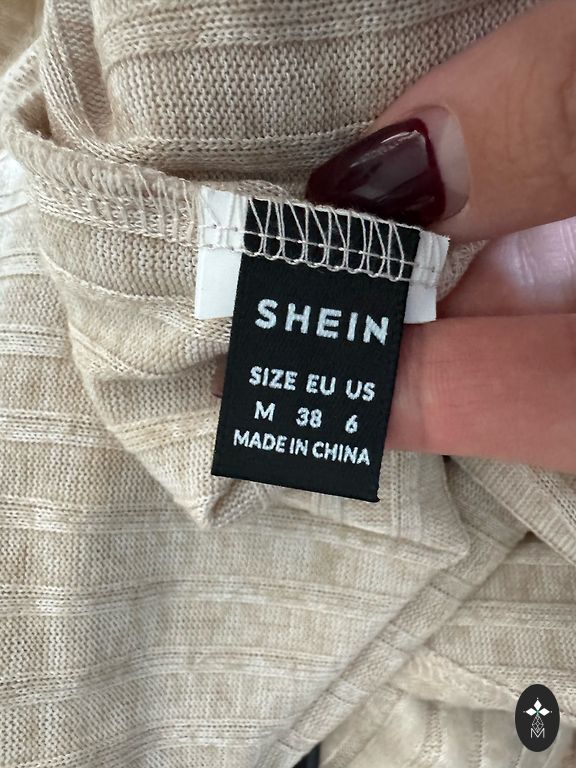 SHEIN
SIZE EU US
M 38 6
MADE IN CHINA
M